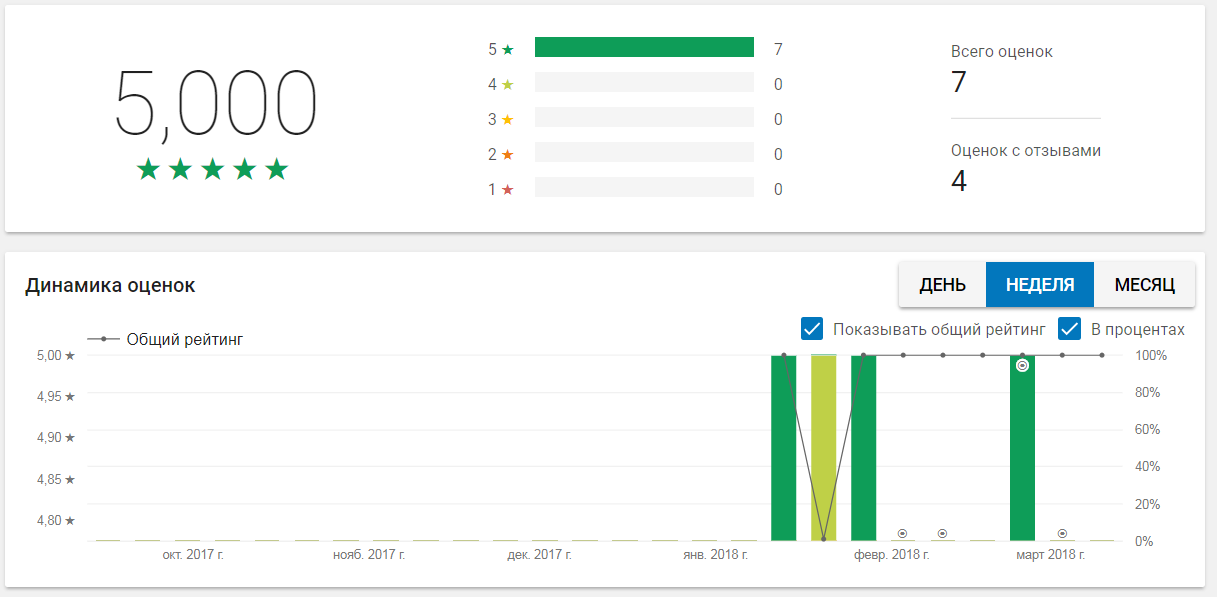 5,000
★★★★★
5 ★ 7
4 ★ 0
3 ★ 0
2 ★ 0
1 ★ 0
Всего оценок
7
Оценок с отзывами
4
Динамика оценок
ДЕНЬ НЕДЕЛЯ МЕСЯЦ
Показывать общий рейтинг В процентах
Общий рейтинг
5,00 ★ 100%
4,95 ★ 80%
60%
4,90 ★
4,85 ★ 40%
20%
4,80 ★
0%
окт. 2017 г. нояб. 2017 г. дек. 2017 г. янв. 2018 г. февр. 2018 г. март 2018 г.